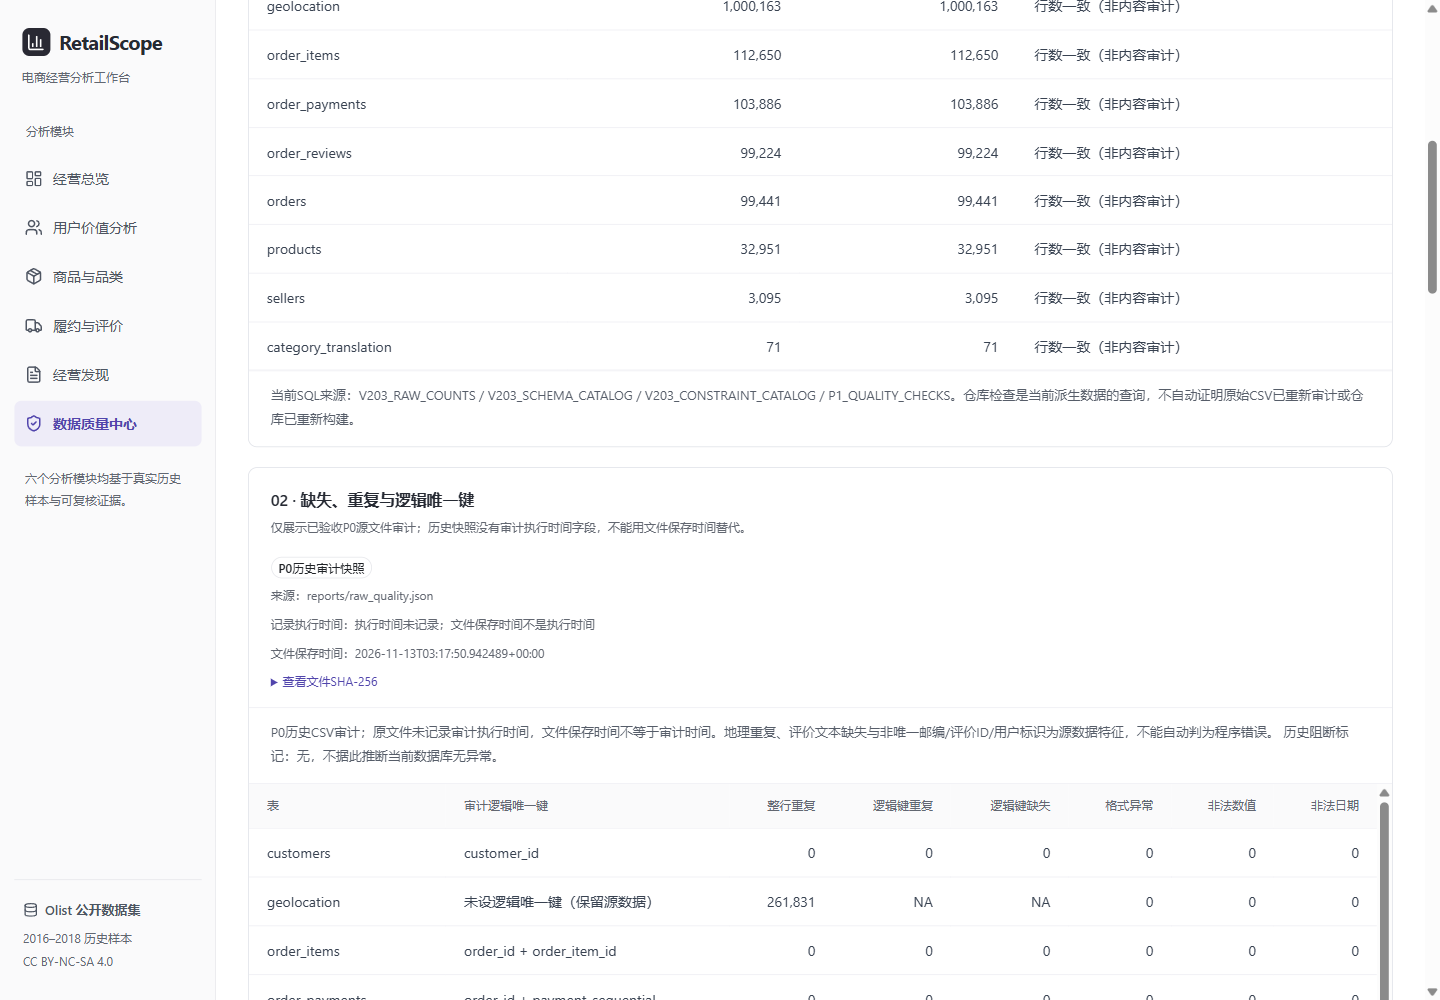 RetailScope
电商经营分析工作台
分析模块
经营总览
用户价值分析
商品与品类
履约与评价
经营发现
数据质量中心
六个分析模块均基于真实历史
样本与可复核证据。
Olist 公开数据集
2016–2018 历史样本
CC BY-NC-SA 4.0
geolocation 1,000,163 1,000,163 行数一致（非内容审计）
order_items 112,650 112,650 行数一致（非内容审计）
order_payments 103,886 103,886 行数一致（非内容审计）
order_reviews 99,224 99,224 行数一致（非内容审计）
orders 99,441 99,441 行数一致（非内容审计）
products 32,951 32,951 行数一致（非内容审计）
sellers 3,095 3,095 行数一致（非内容审计）
category_translation 71 71 行数一致（非内容审计）
当前SQL来源：V203_RAW_COUNTS / V203_SCHEMA_CATALOG / V203_CONSTRAINT_CATALOG / P1_QUALITY_CHECKS。仓库检查是当前派生数据的查询，不自动证明原始CSV已重新审计或仓
库已重新构建。
02 · 缺失、重复与逻辑唯一键
仅展示已验收P0源文件审计；历史快照没有审计执行时间字段，不能用文件保存时间替代。
P0历史审计快照
来源：reports/raw_quality.json
记录执行时间：执行时间未记录；文件保存时间不是执行时间
文件保存时间：2026-11-13T03:17:50.942489+00:00
▶ 查看文件SHA-256
P0历史CSV审计；原文件未记录审计执行时间，文件保存时间不等于审计时间。地理重复、评价文本缺失与非唯一邮编/评价ID/用户标识为源数据特征，不能自动判为程序错误。 历史阻断标
记：无，不据此推断当前数据库无异常。
表 审计逻辑唯一键 整行重复 逻辑键重复 逻辑键缺失 格式异常 非法数值 非法日期
customers customer_id 0 0 0 0 0 0
geolocation 未设逻辑唯一键（保留源数据） 261,831 NA NA 0 0 0
order_items order_id + order_item_id 0 0 0 0 0 0
order_payments order_id + payment_sequential 0 0 0 0 0 0